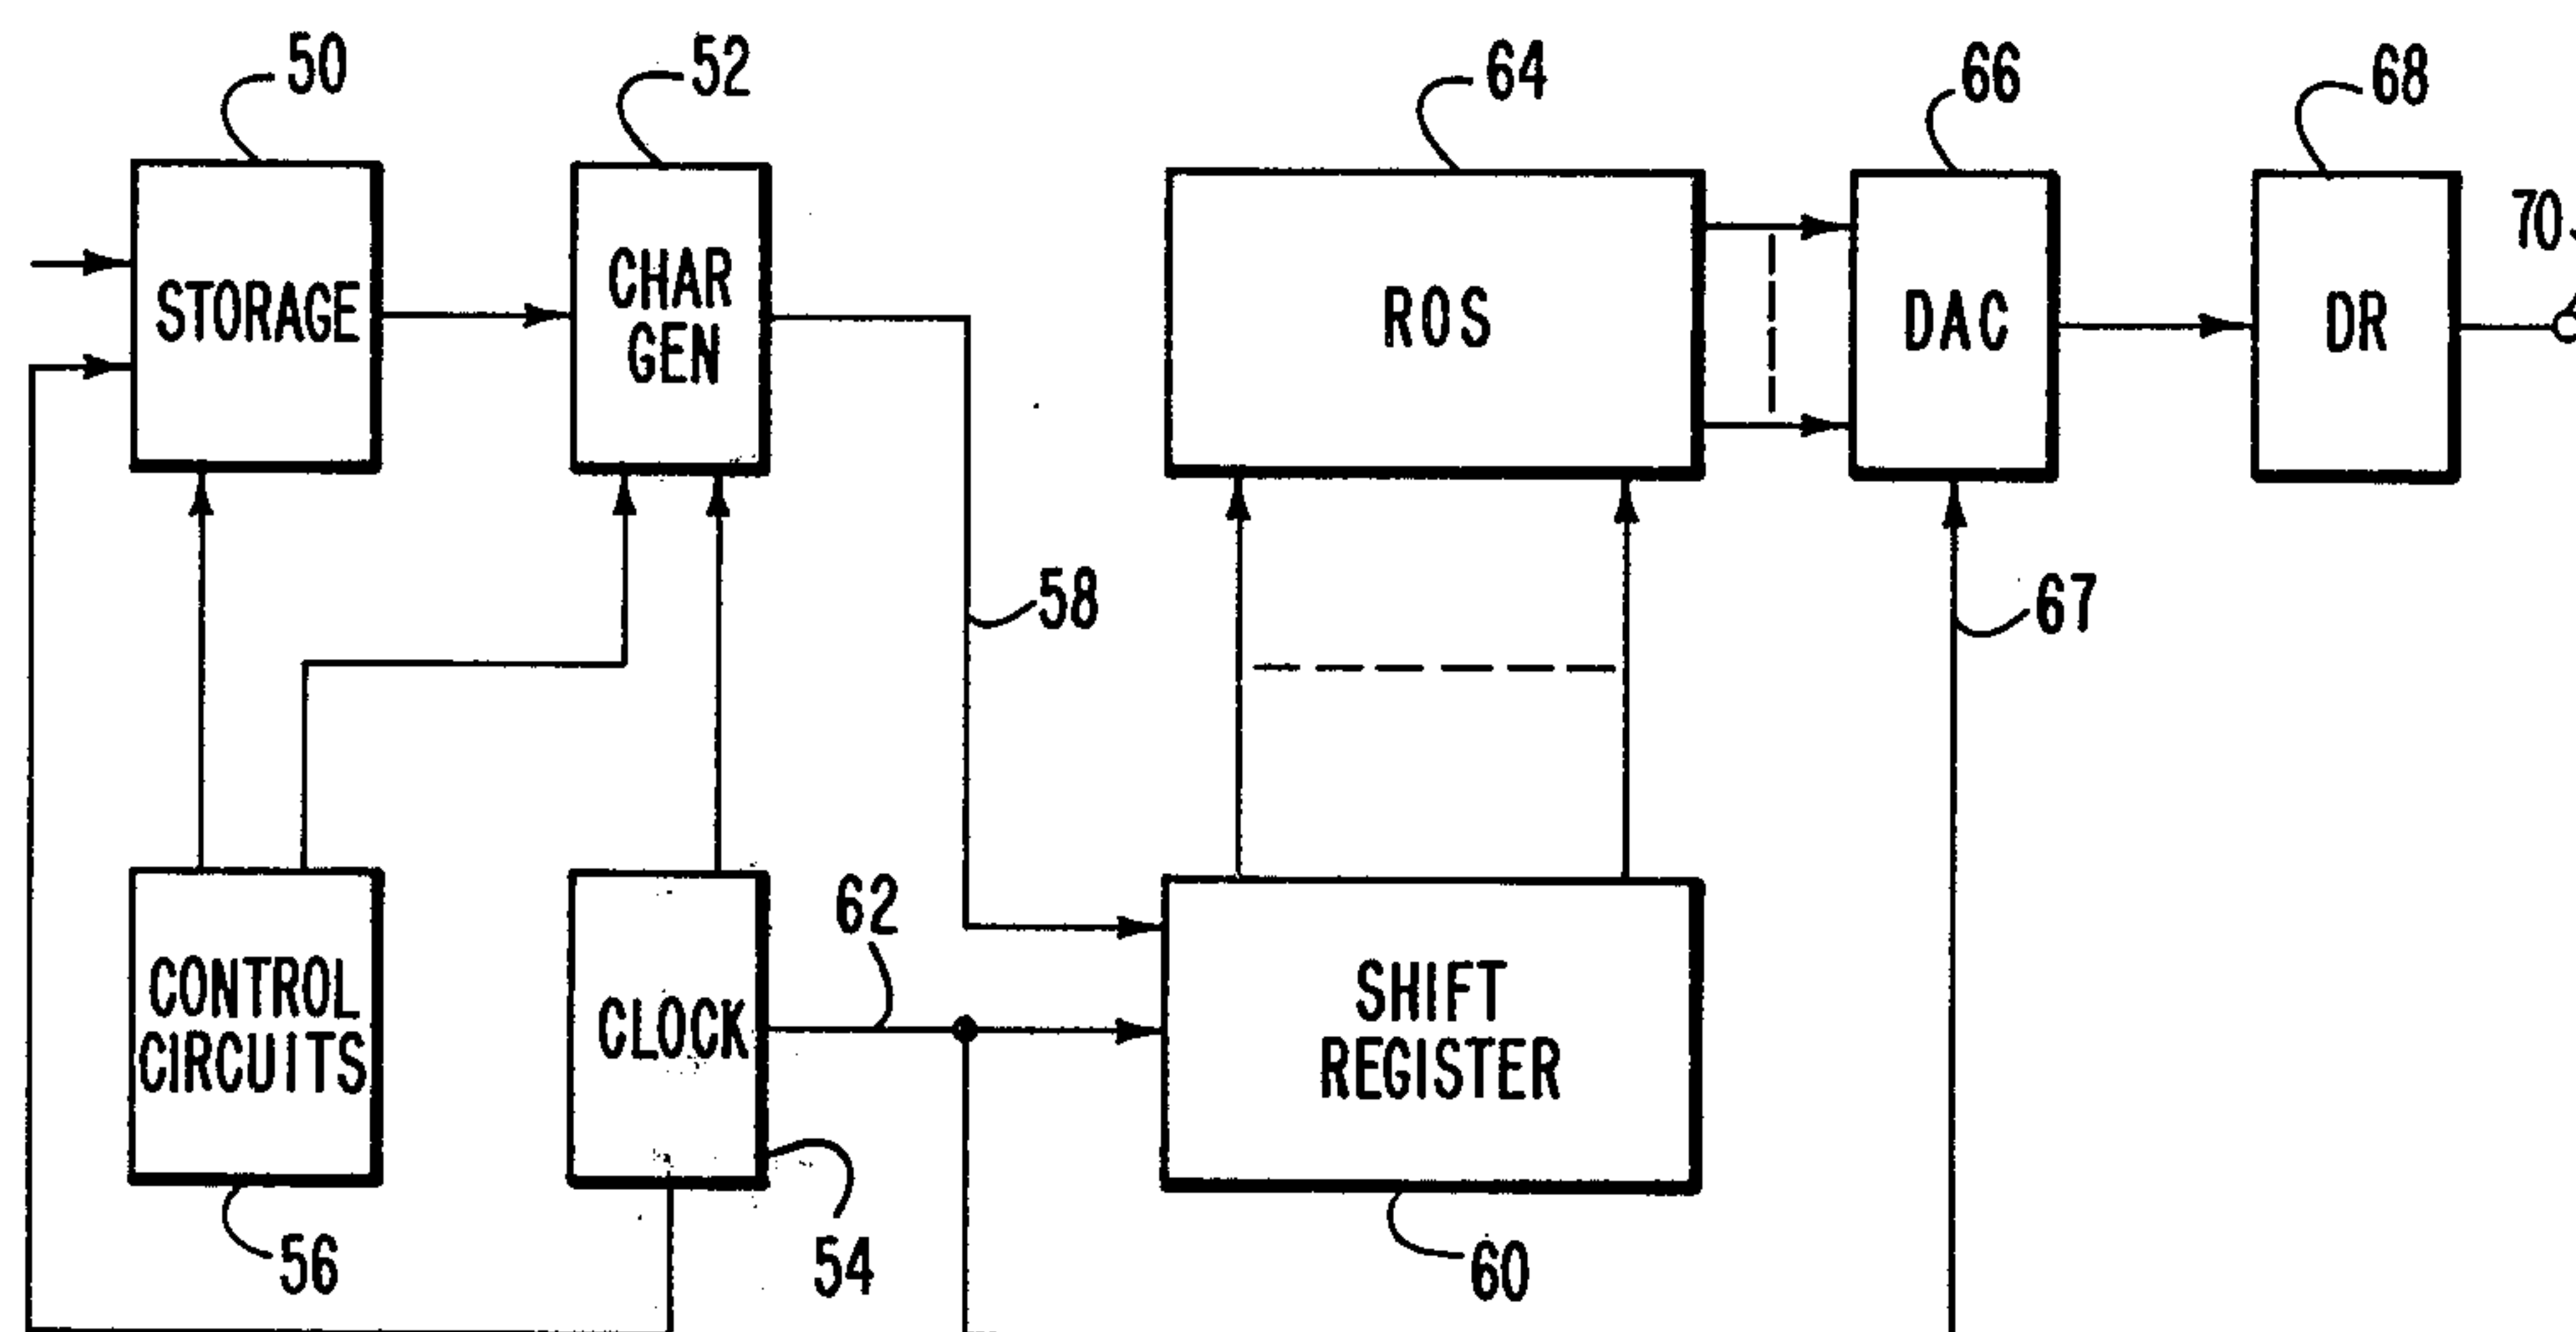 50
52
64
66
68
70
STORAGE
CHAR
GEN
ROS
DAC
DR
58
67
62
CONTROL
CIRCUITS
CLOCK
SHIFT
REGISTER
56
54
60